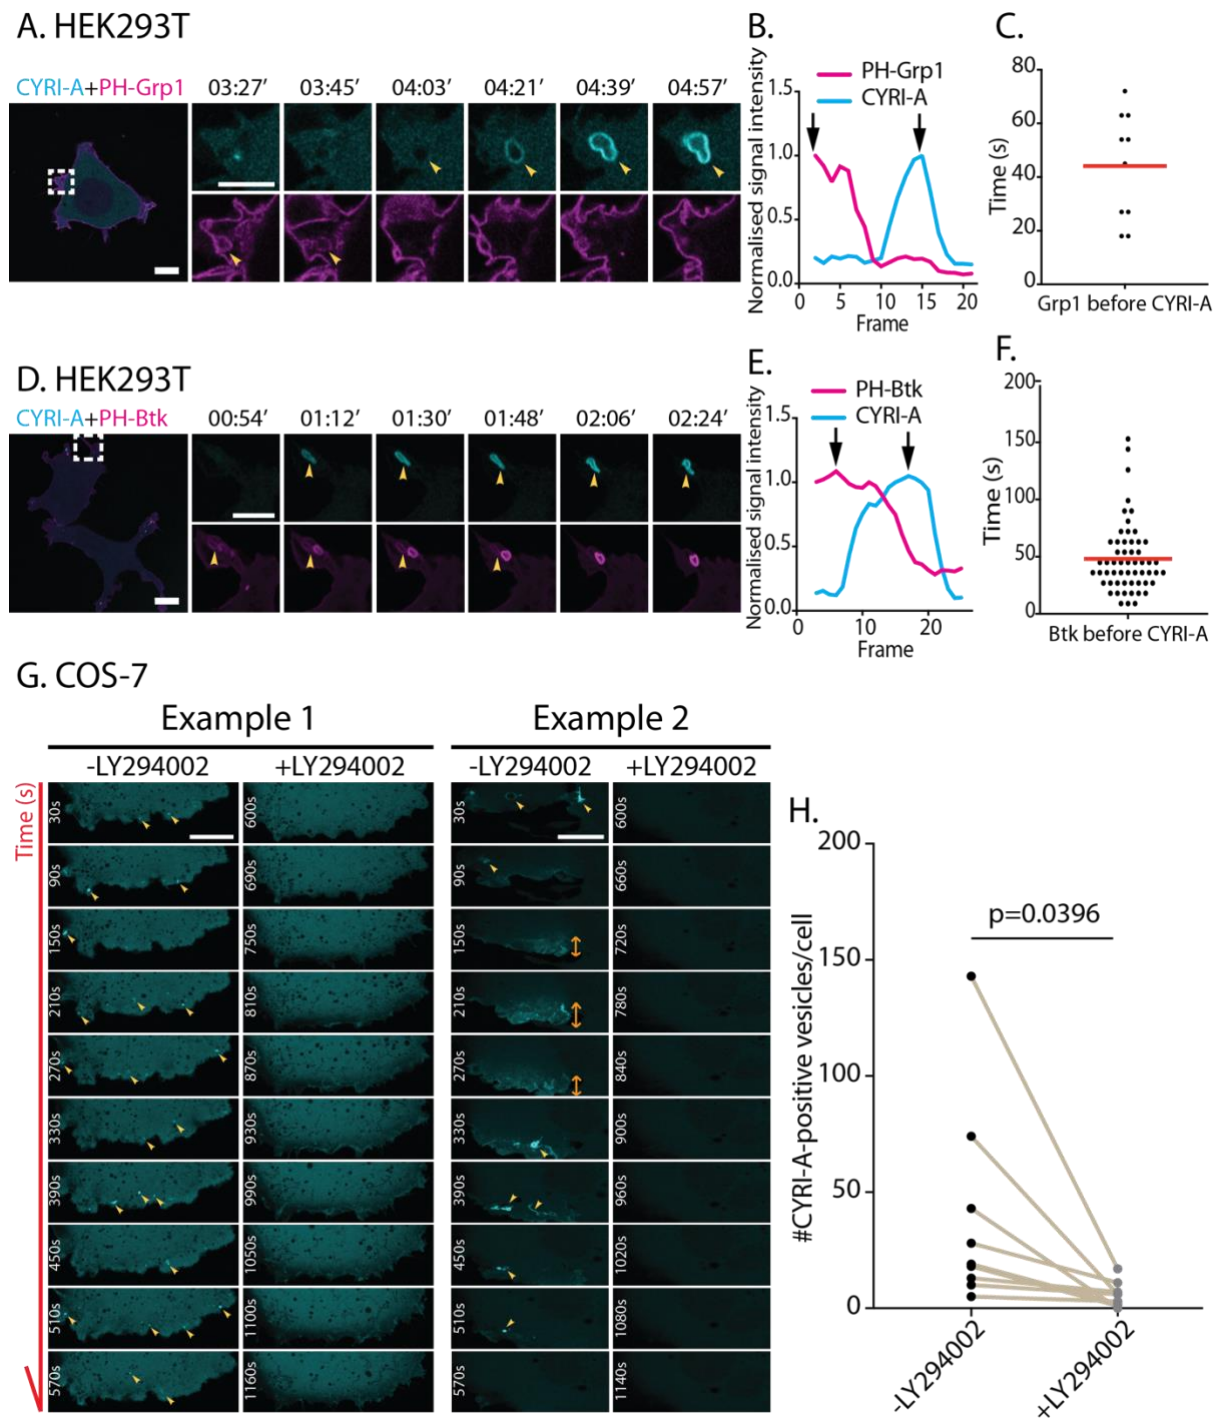 A. HEK293T
CYRI-A+PH-Grp1
03:27′ 03:45′ 04:03′ 04:21′ 04:39′ 04:57′
B.
PH-Grp1
CYRI-A
Normalised signal intensity
1.5
1.0
0.5
0.0
0 5 10 15 20
Frame
C.
Time (s)
80
60
40
20
0
Grp1 before CYRI-A
D. HEK293T
CYRI-A+PH-Btk
00:54′ 01:12′ 01:30′ 01:48′ 02:06′ 02:24′
E.
PH-Btk
CYRI-A
Normalised signal intensity
1.5
1.0
0.5
0.0
0 10 20
Frame
F.
Time (s)
200
150
100
50
0
Btk before CYRI-A
G. COS-7
Example 1 Example 2
-LY294002 +LY294002 -LY294002 +LY294002
Time (s)
30s 600s 30s 600s
90s 690s 90s 660s
150s 750s 150s 720s
210s 810s 210s 780s
270s 870s 270s 840s
330s 930s 330s 900s
390s 990s 390s 960s
450s 1050s 450s 1020s
510s 1100s 510s 1080s
570s 1160s 570s 1140s
H.
#CYRI-A-positive vesicles/cell
200
150
100
50
0
p=0.0396
-LY294002 +LY294002